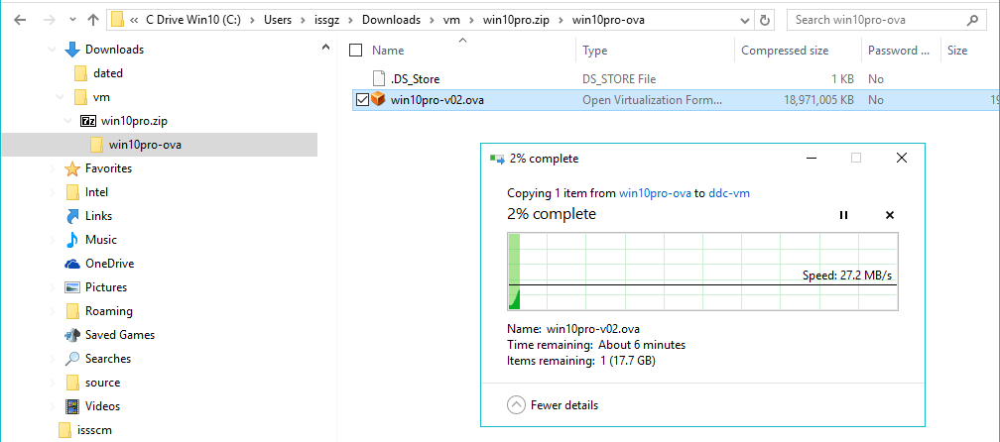 C Drive Win10 (C:) › Users › issgz › Downloads › vm › win10pro.zip › win10pro-ova
Search win10pro-ova
Downloads
dated
vm
7z win10pro.zip
win10pro-ova
Favorites
Intel
Links
Music
OneDrive
Pictures
Roaming
Saved Games
Searches
source
Videos
issscm
Name Type Compressed size Password ... Size
.DS_Store DS_STORE File 1 KB No
win10pro-v02.ova Open Virtualization Form... 18,971,005 KB No 19
2% complete
Copying 1 item from win10pro-ova to ddc-vm
2% complete
Speed: 27.2 MB/s
Name: win10pro-v02.ova
Time remaining: About 6 minutes
Items remaining: 1 (17.7 GB)
Fewer details